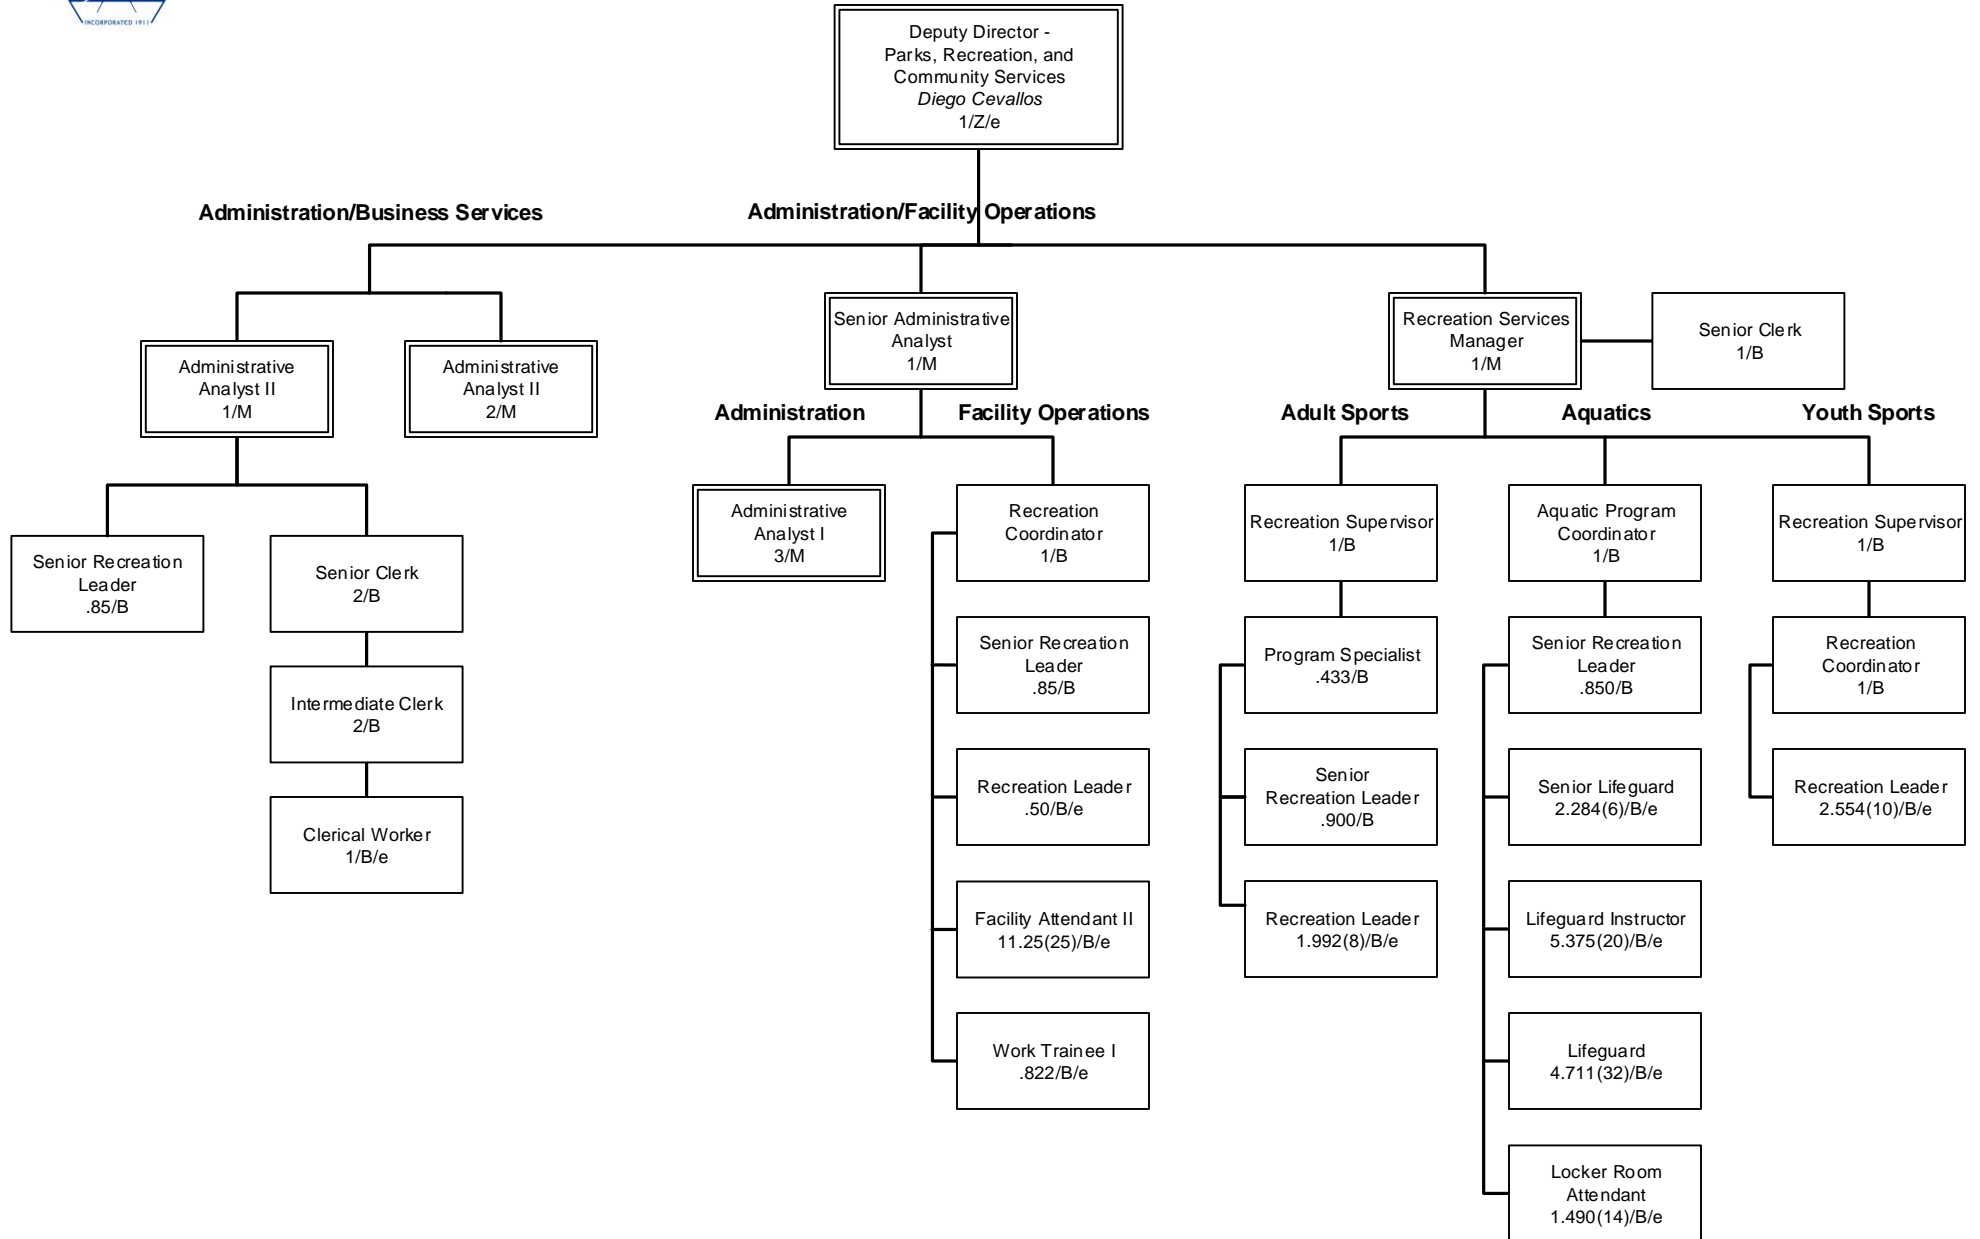 INCORPORATED 1911
Deputy Director -
Parks, Recreation, and
Community Services
Diego Cevallos
1/Z/e
Administration/Business Services
Administration/Facility Operations
Administrative
Analyst II
1/M
Administrative
Analyst II
2/M
Senior Administrative
Analyst
1/M
Recreation Services
Manager
1/M
Senior Clerk
1/B
Administration
Facility Operations
Adult Sports
Aquatics
Youth Sports
Senior Recreation
Leader
.85/B
Senior Clerk
2/B
Intermediate Clerk
2/B
Clerical Worker
1/B/e
Administrative
Analyst I
3/M
Recreation
Coordinator
1/B
Senior Recreation
Leader
.85/B
Recreation Leader
.50/B/e
Facility Attendant II
11.25(25)/B/e
Work Trainee I
.822/B/e
Recreation Supervisor
1/B
Program Specialist
.433/B
Senior
Recreation Leader
.900/B
Recreation Leader
1.992(8)/B/e
Aquatic Program
Coordinator
1/B
Senior Recreation
Leader
.850/B
Senior Lifeguard
2.284(6)/B/e
Lifeguard Instructor
5.375(20)/B/e
Lifeguard
4.711(32)/B/e
Locker Room
Attendant
1.490(14)/B/e
Recreation Supervisor
1/B
Recreation
Coordinator
1/B
Recreation Leader
2.554(10)/B/e